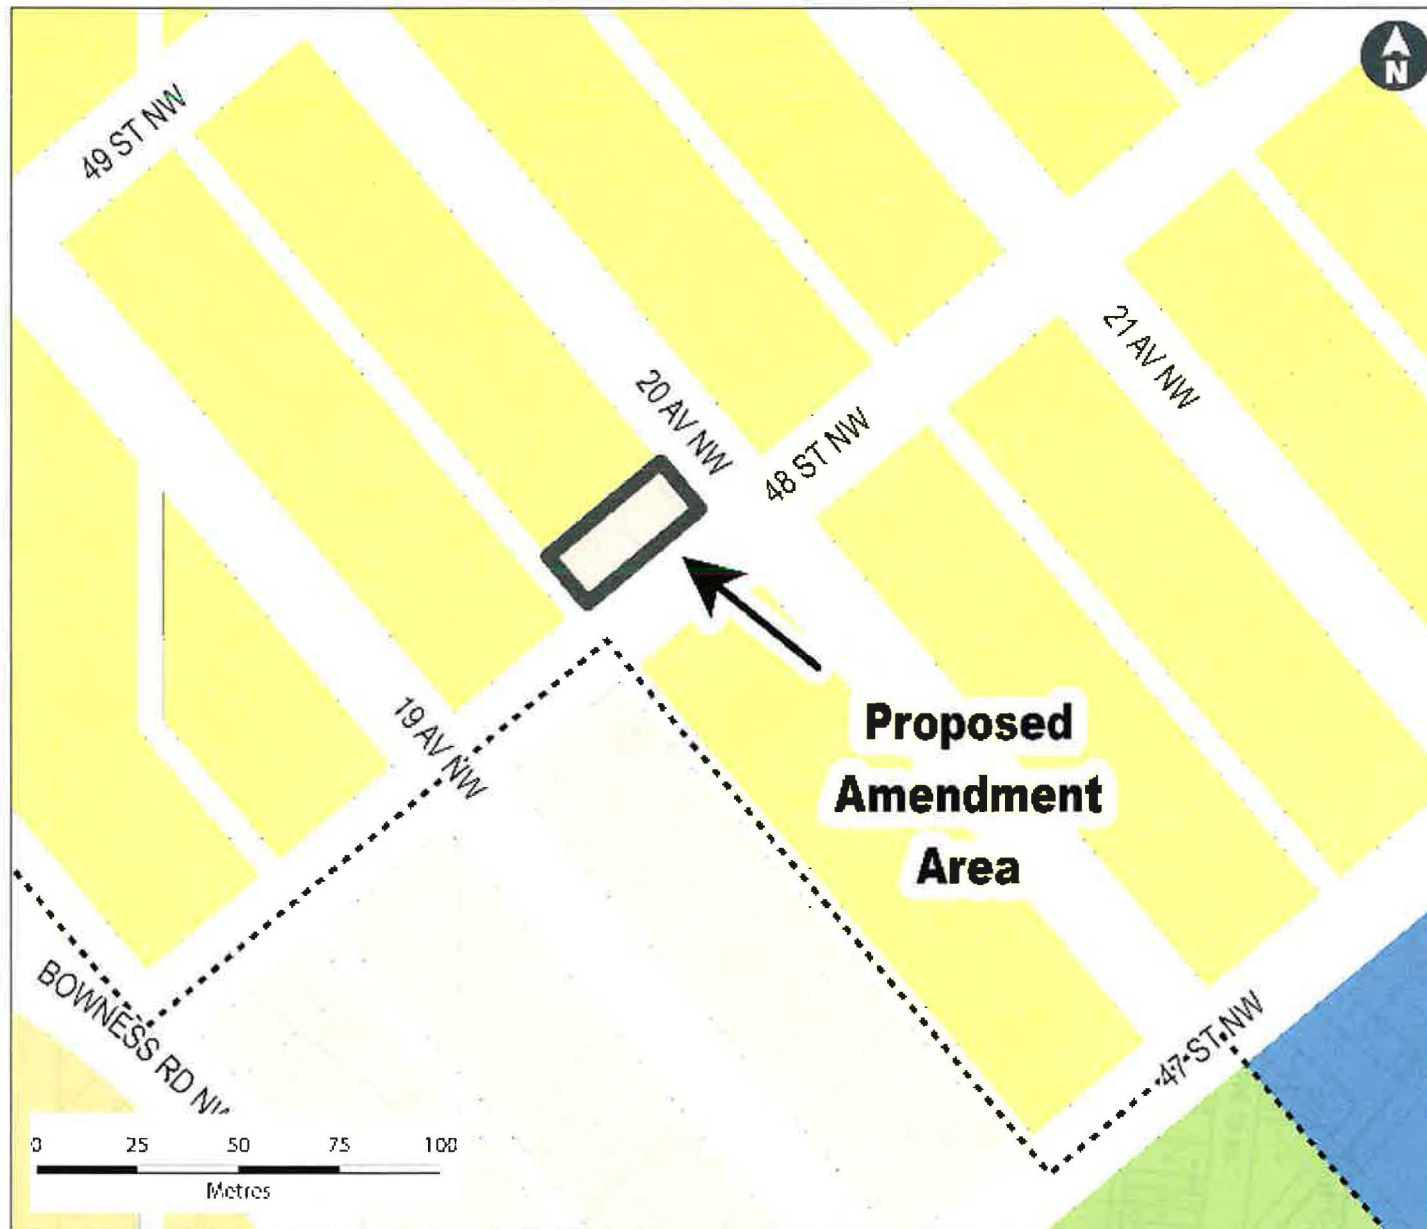 N
49 ST NW
20 AV NW
48 ST NW
21 AV NW
19 AV NW
Proposed
Amendment
Area
BOWNESS RD NW
47 ST NW
0 25 50 75 100
Metres